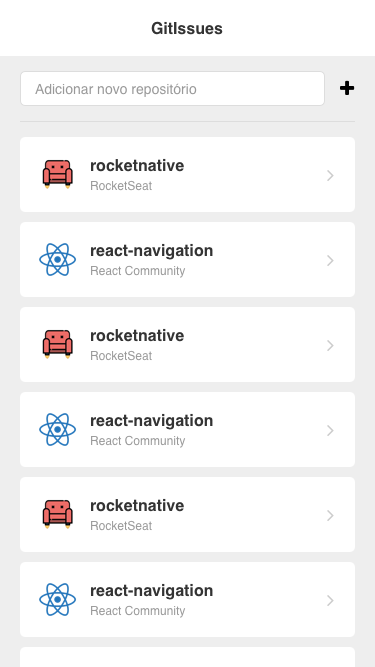 GitIssues
Adicionar novo repositório
rocketnative
RocketSeat
react-navigation
React Community
rocketnative
RocketSeat
react-navigation
React Community
rocketnative
RocketSeat
react-navigation
React Community